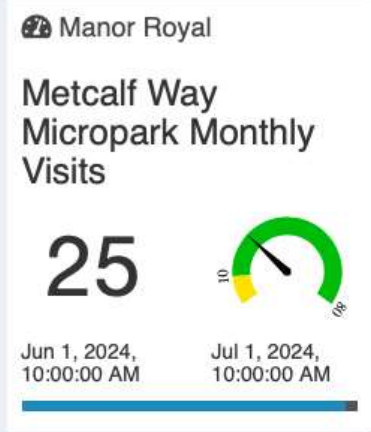 Manor Royal
Metcalf Way
Micropark Monthly
Visits
25
10
80
Jun 1, 2024,
10:00:00 AM
Jul 1, 2024,
10:00:00 AM